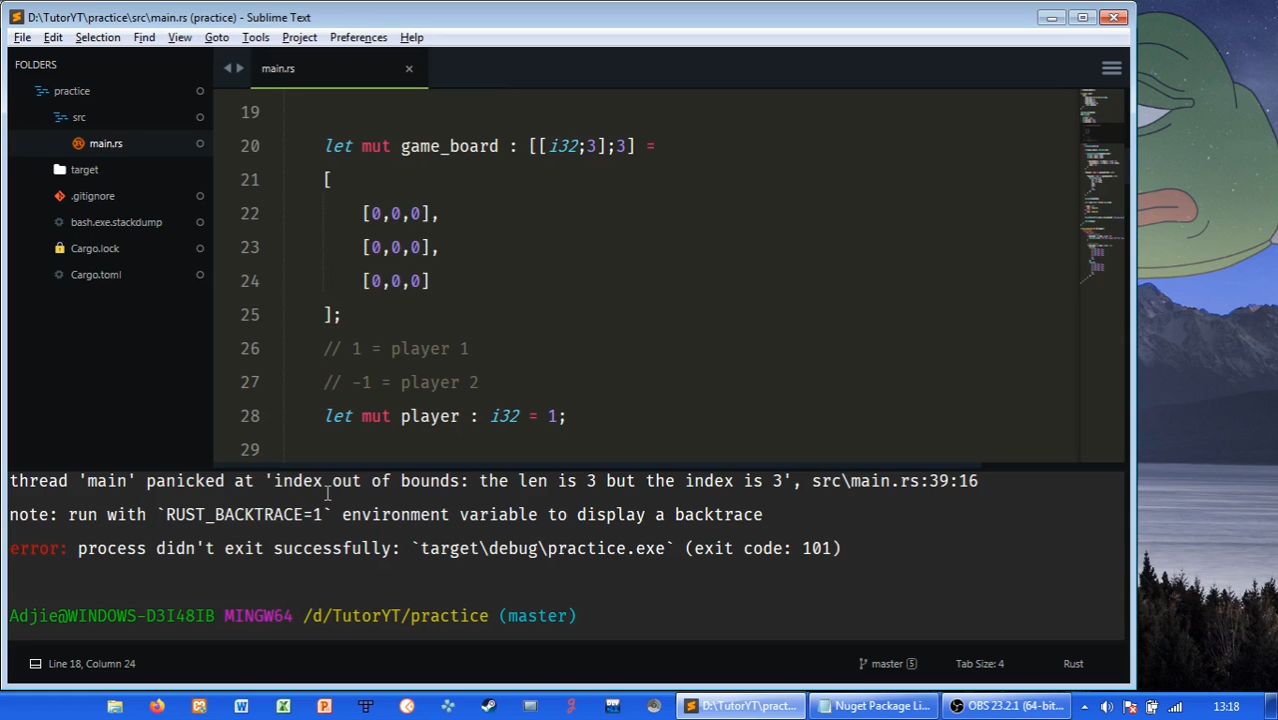 D:\TutorYT\practice\src\main.rs (practice) - Sublime Text
File Edit Selection Find View Goto Tools Project Preferences Help
FOLDERS
practice
src
main.rs
target
.gitignore
bash.exe.stackdump
Cargo.lock
Cargo.toml
main.rs
19
20 let mut game_board : [[i32;3];3] =
21 [
22 [0,0,0],
23 [0,0,0],
24 [0,0,0]
25 ];
26 // 1 = player 1
27 // -1 = player 2
28 let mut player : i32 = 1;
29
thread 'main' panicked at 'index out of bounds: the len is 3 but the index is 3', src\main.rs:39:16
note: run with `RUST_BACKTRACE=1` environment variable to display a backtrace
error: process didn't exit successfully: `target\debug\practice.exe` (exit code: 101)
Adjie@WINDOWS-D3I48IB MINGW64 /d/TutorYT/practice (master)
Line 18, Column 24 master 5 Tab Size: 4 Rust
D:\TutorYT\pract... Nuget Package Li... OBS 23.2.1 (64-bit... 13:18